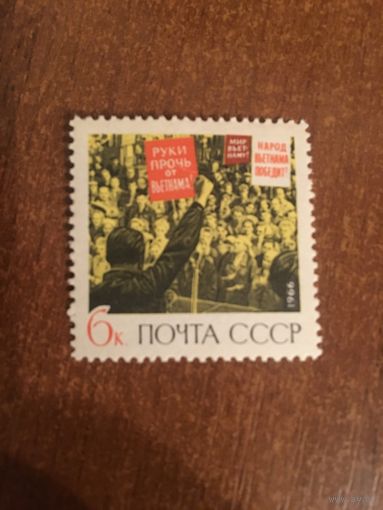 РУКИ
ПРОЧЬ
ОТ
ВЬЕТНАМА!
МИР
ВЬЕТ-
НАМУ!
НАРОД
ВЬЕТНАМА
ПОБЕДИТ!
1966
6к. ПОЧТА СССР